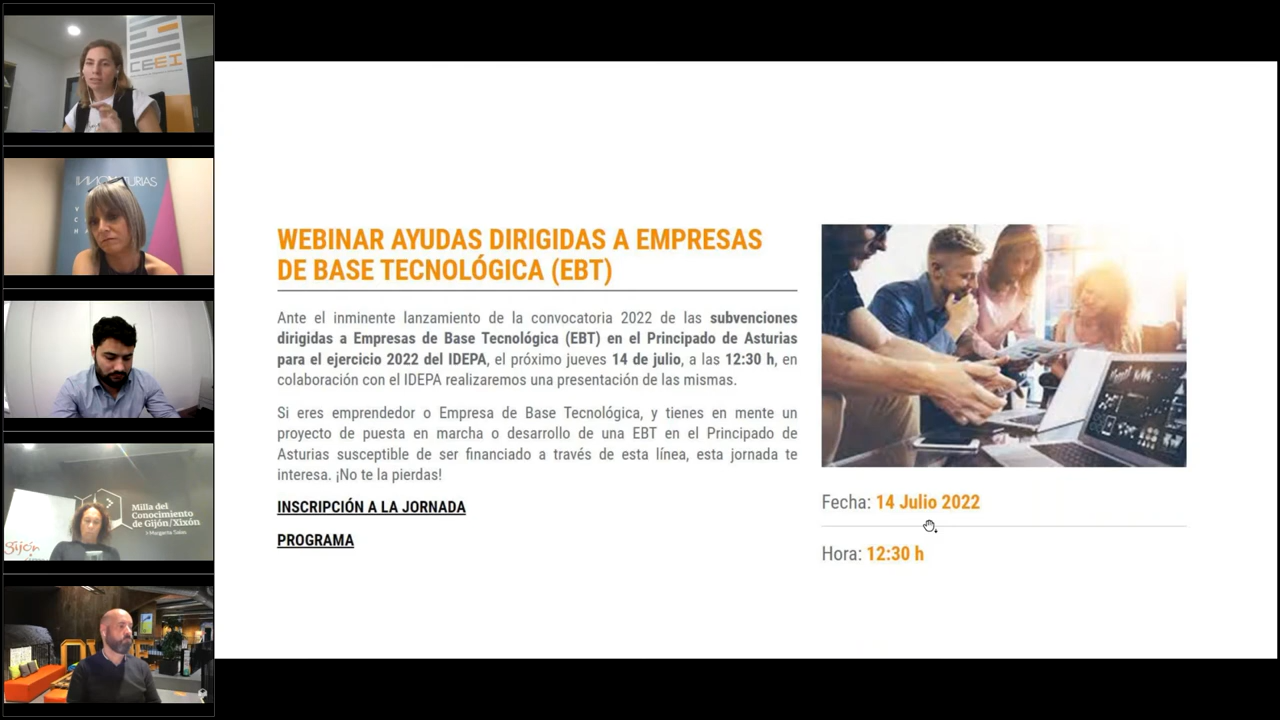 CEEI
INNOASTURIAS
Milla del
Conocimiento
de Gijón/Xixón
Margarita Salas
gijón
WEBINAR AYUDAS DIRIGIDAS A EMPRESAS
DE BASE TECNOLÓGICA (EBT)
Ante el inminente lanzamiento de la convocatoria 2022 de las subvenciones
dirigidas a Empresas de Base Tecnológica (EBT) en el Principado de Asturias
para el ejercicio 2022 del IDEPA, el próximo jueves 14 de julio, a las 12:30 h, en
colaboración con el IDEPA realizaremos una presentación de las mismas.
Si eres emprendedor o Empresa de Base Tecnológica, y tienes en mente un
proyecto de puesta en marcha o desarrollo de una EBT en el Principado de
Asturias susceptible de ser financiado a través de esta línea, esta jornada te
interesa. ¡No te la pierdas!
INSCRIPCIÓN A LA JORNADA
PROGRAMA
Fecha: 14 Julio 2022
Hora: 12:30 h